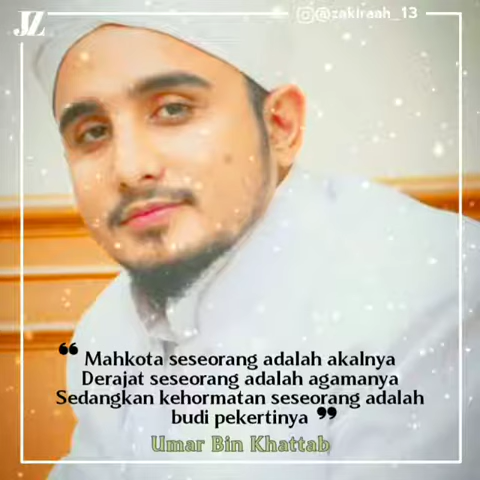 JZ
@zakiraah_13
❝ Mahkota seseorang adalah akalnya
Derajat seseorang adalah agamanya
Sedangkan kehormatan seseorang adalah
budi pekertinya ❞
Umar Bin Khattab